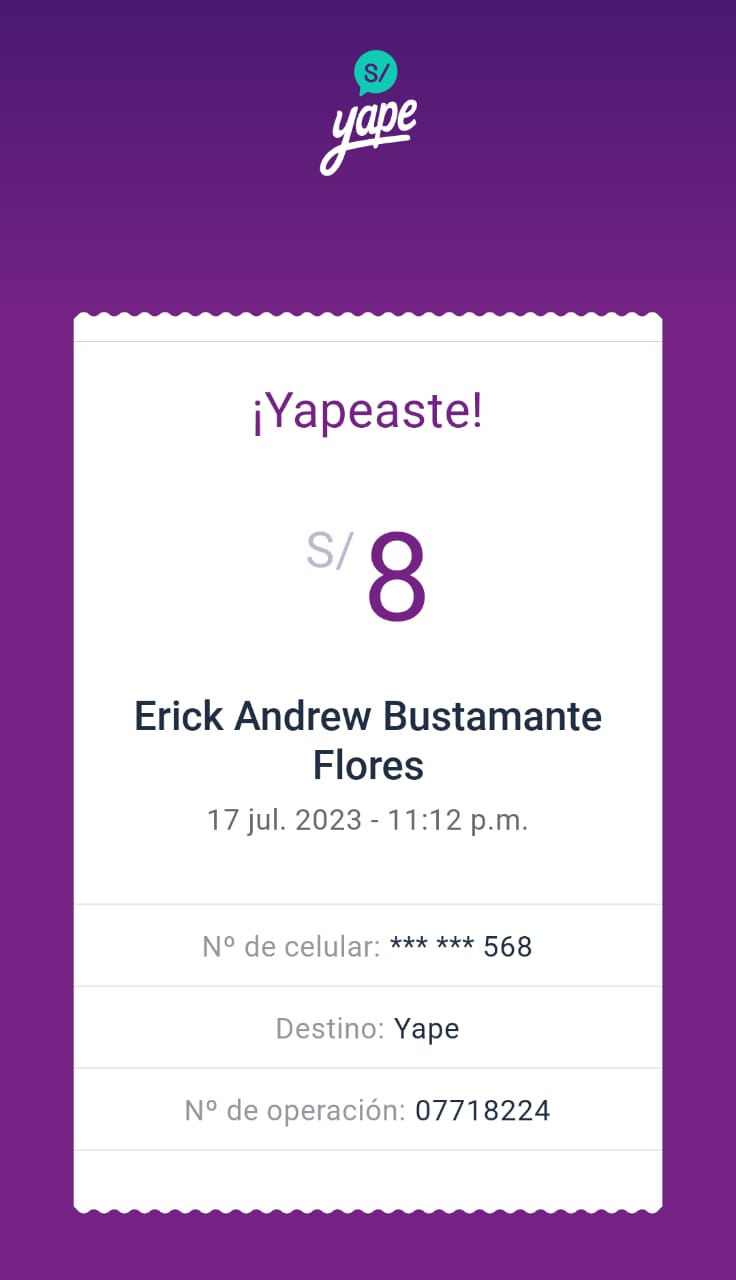 S/
yape
¡Yapeaste!
S/ 8
Erick Andrew Bustamante
Flores
17 jul. 2023 - 11:12 p.m.
Nº de celular: *** *** 568
Destino: Yape
Nº de operación: 07718224